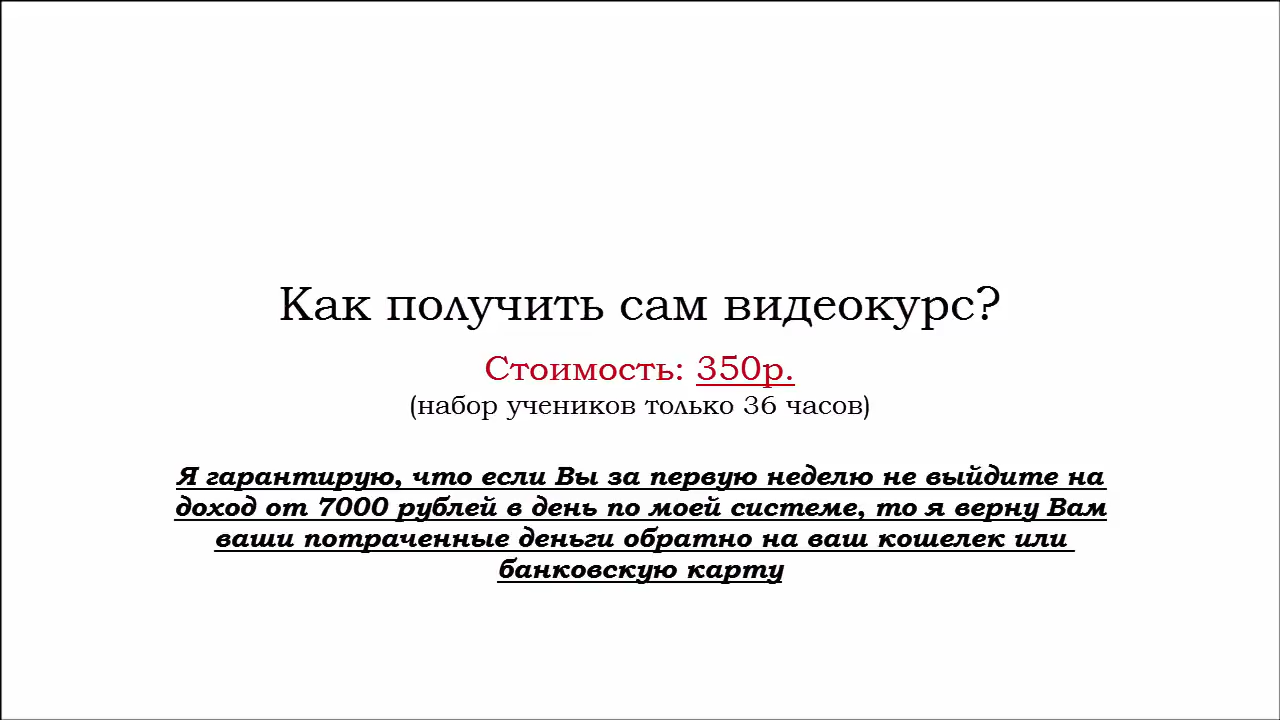 Как получить сам видеокурс?
Стоимость: 350р.
(набор учеников только 36 часов)
Я гарантирую, что если Вы за первую неделю не выйдите на
доход от 7000 рублей в день по моей системе, то я верну Вам
ваши потраченные деньги обратно на ваш кошелек или
банковскую карту